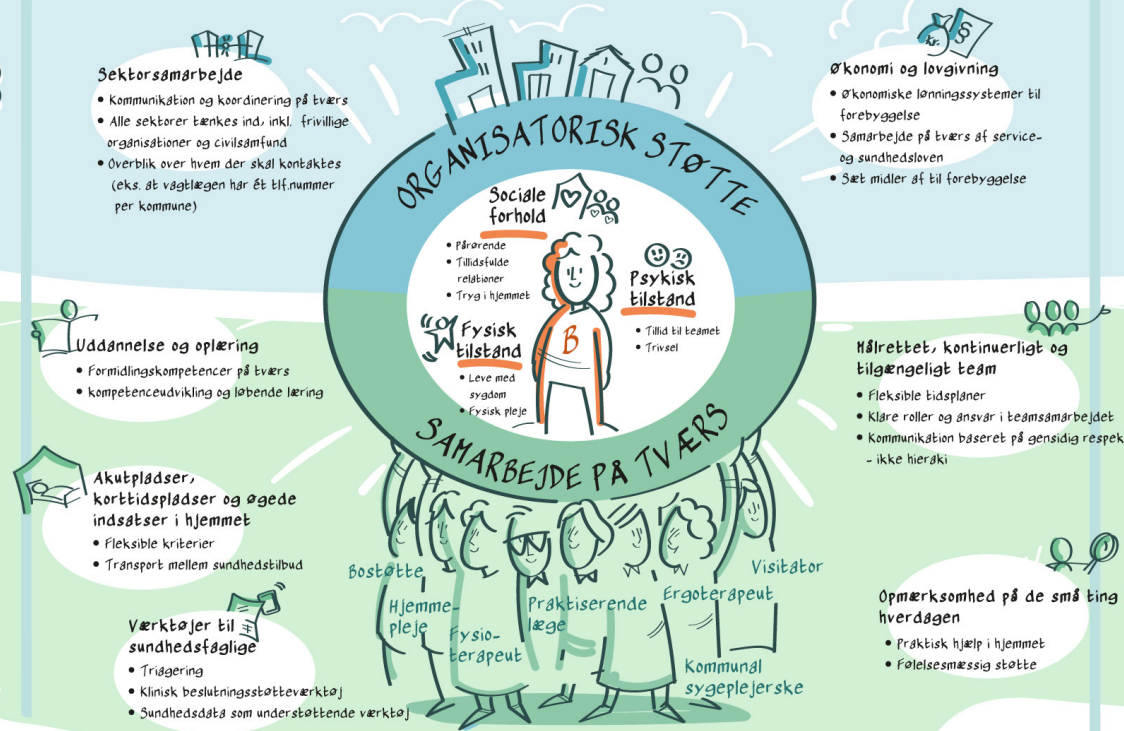 Sektorsamarbejde
• Kommunikation og koordinering på tværs
• Alle sektorer tænkes ind, inkl. frivillige
organisationer og civilsamfund
• Overblik over hvem der skal kontaktes
(eks. at vagtlægen har ét tlf.nummer
per kommune)
kr.
§
Økonomi og lovgivning
• Økonomiske lønningssystemer til
forebyggelse
• Samarbejde på tværs af service-
og sundhedsloven
• Sæt midler af til forebyggelse
ORGANISATORISK STØTTE
Sociale
forhold
• Pårørende
• Tillidsfulde
relationer
• Tryg i hjemmet
Psykisk
tilstand
• Tillid til teamet
• Trivsel
Fysisk
tilstand
• Leve med
sygdom
• Fysisk pleje
B
SAMARBEJDE PÅ TVÆRS
Uddannelse og oplæring
• Formidlingskompetencer på tværs
• kompetenceudvikling og løbende læring
Akutpladser,
korttidspladser og øgede
indsatser i hjemmet
• Fleksible kriterier
• Transport mellem sundhedstilbud
Værktøjer til
sundhedsfaglige
• Triagering
• Klinisk beslutningsstøtteværktøj
• Sundhedsdata som understøttende værktøj
Målrettet, kontinuerligt og
tilgængeligt team
• Fleksible tidsplaner
• Klare roller og ansvar i teamsamarbejdet
• Kommunikation baseret på gensidig respek
- ikke hieraki
Opmærksomhed på de små ting
hverdagen
• Praktisk hjælp i hjemmet
• Følelsesmæssig støtte
Bostøtte
Hjemme-
pleje
Fysio-
terapeut
Praktiserende
læge
Ergoterapeut
Visitator
Kommunal
sygeplejerske